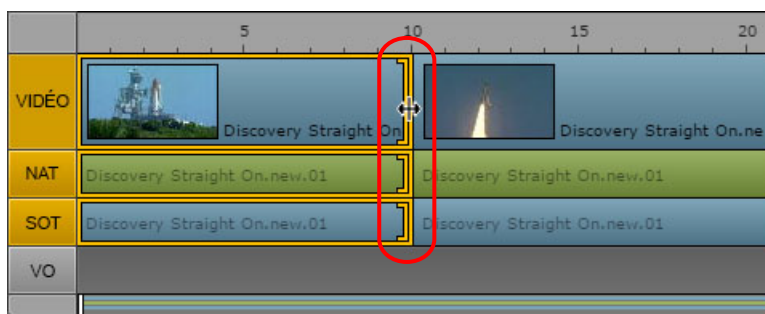 5 10 15 20
VIDÉO
Discovery Straight On
Discovery Straight On.ne
NAT
Discovery Straight On.new.01
Discovery Straight On.new.01
SOT
Discovery Straight On.new.01
Discovery Straight On.new.01
VO